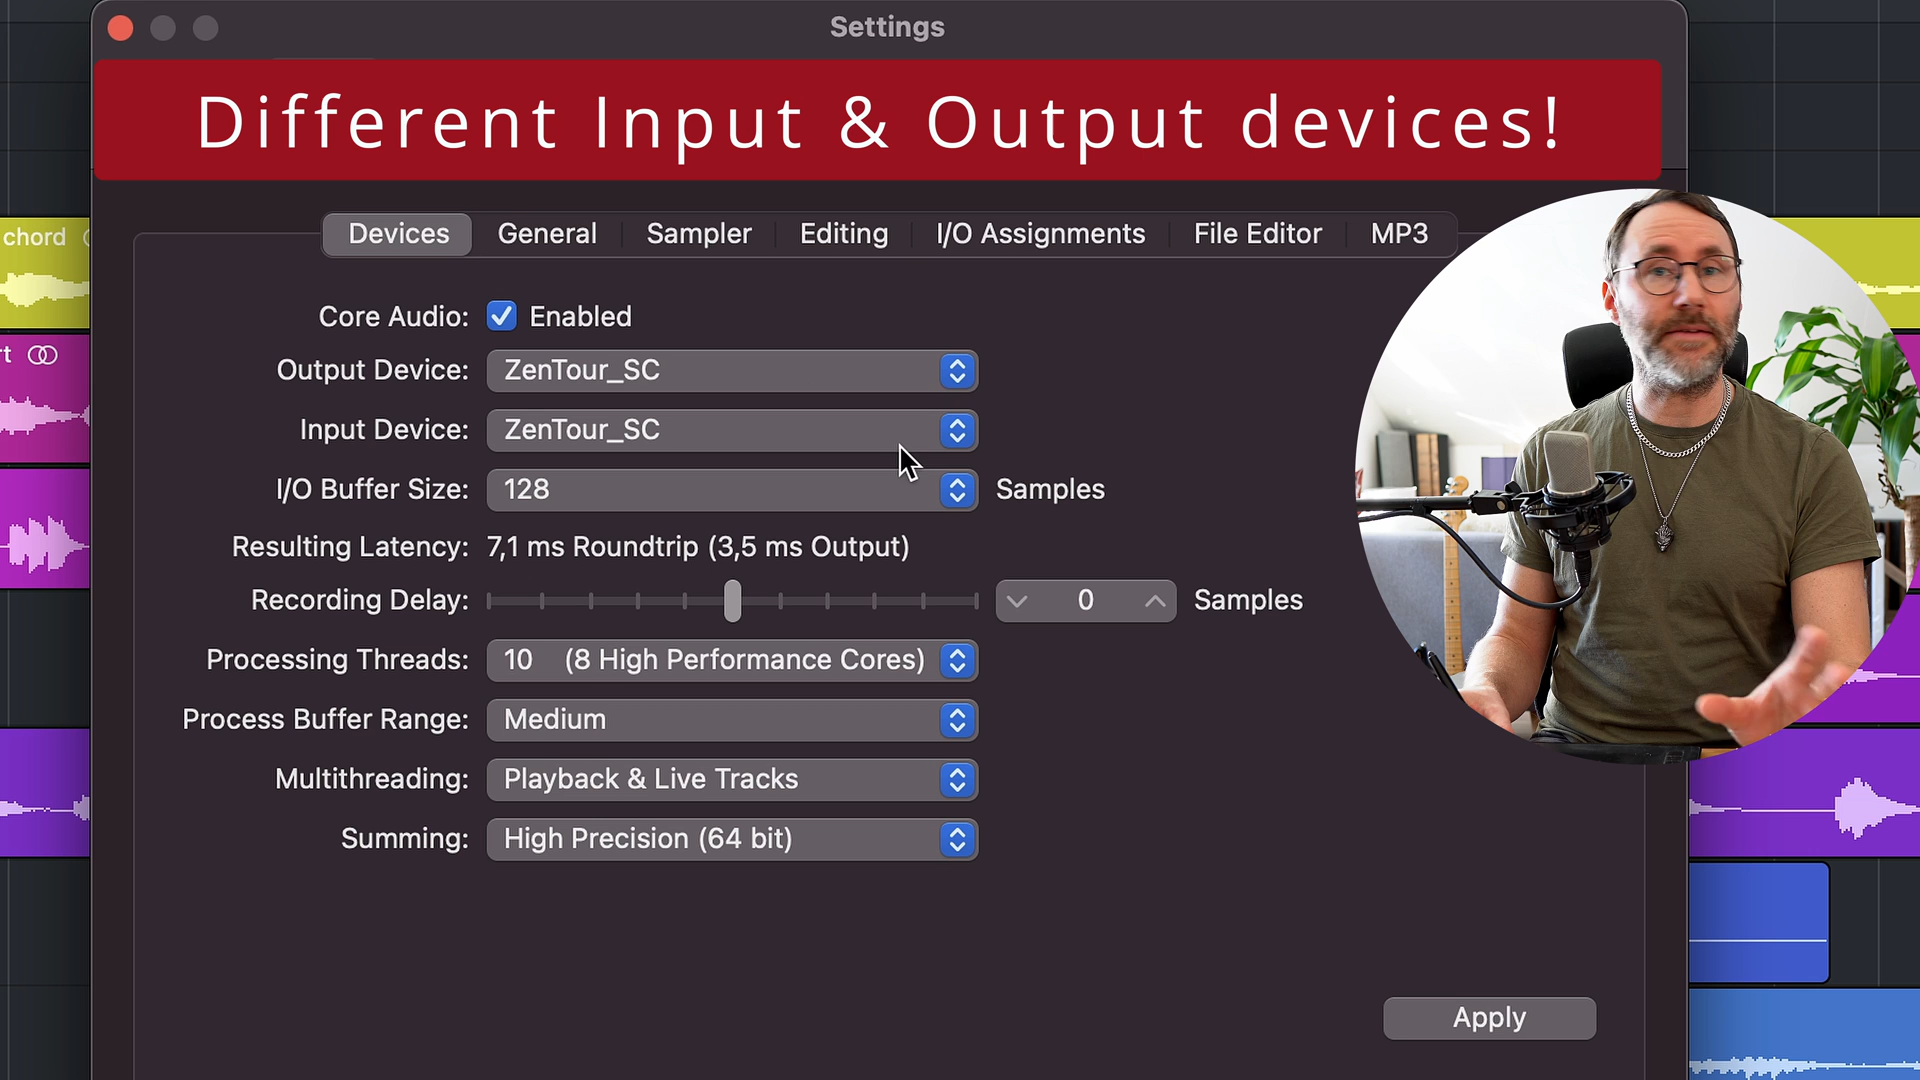 Settings
Different Input & Output devices!
Devices General Sampler Editing I/O Assignments File Editor MP3
chord
rt
Core Audio: Enabled
Output Device: ZenTour_SC
Input Device: ZenTour_SC
I/O Buffer Size: 128 Samples
Resulting Latency: 7,1 ms Roundtrip (3,5 ms Output)
Recording Delay: 0 Samples
Processing Threads: 10 (8 High Performance Cores)
Process Buffer Range: Medium
Multithreading: Playback & Live Tracks
Summing: High Precision (64 bit)
Apply